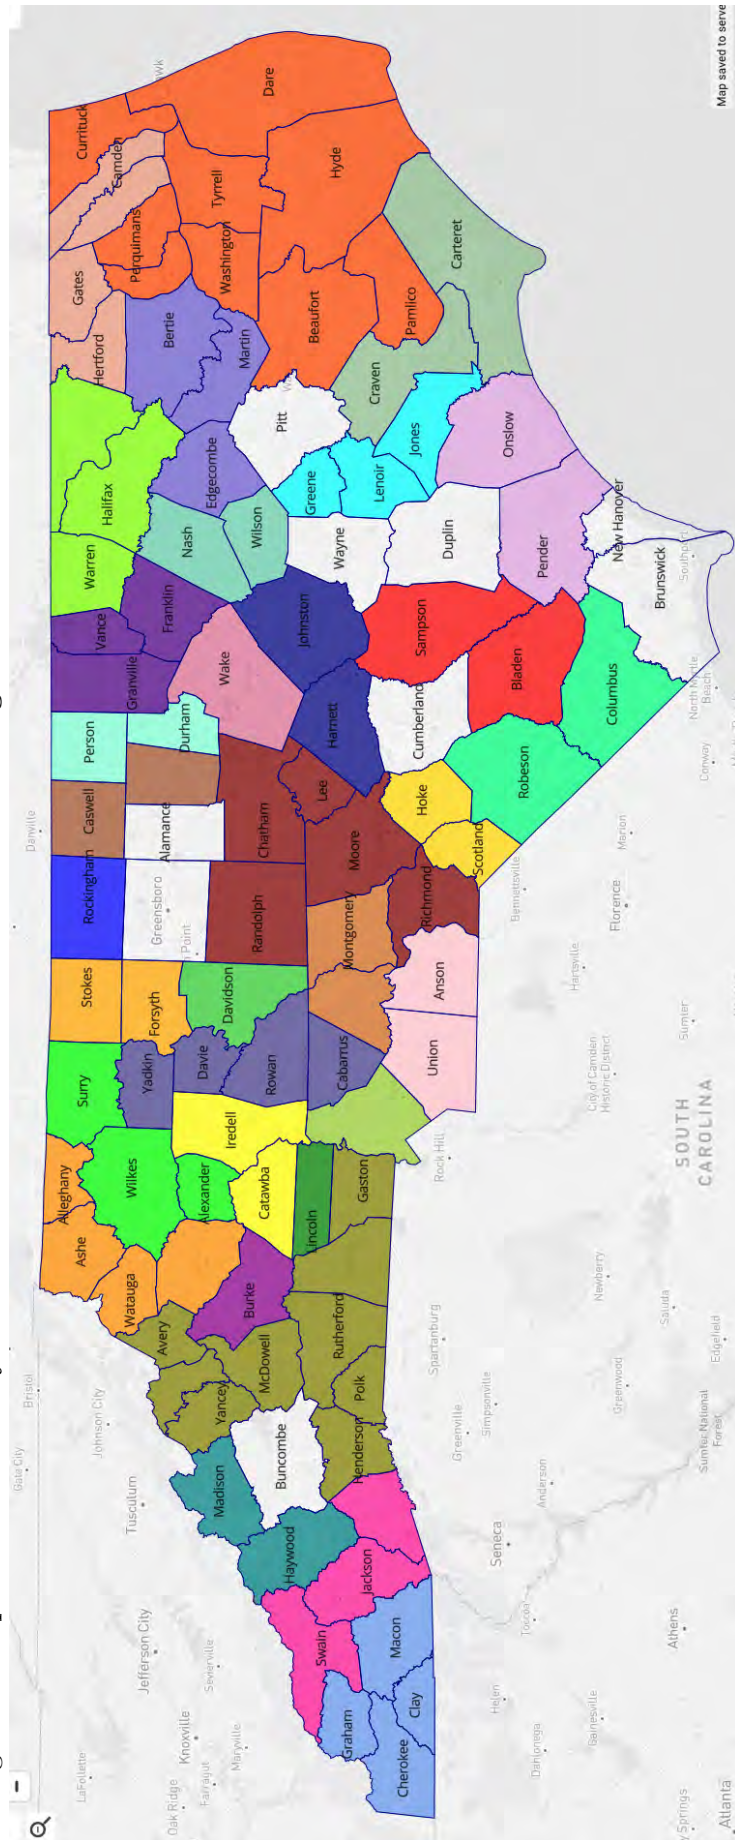 Map saved to serve
Currituck
Camden
Gates
Hertford
Perquimans
Dare
Tyrrell
Washington
Hyde
Bertie
Martin
Beaufort
Pamlico
Carteret
Craven
Pitt
Jones
Lenoir
Greene
Onslow
Halifax
Warren
Edgecombe
Nash
Wilson
Wayne
Duplin
Pender
New Hanover
Brunswick
Southport
Vance
Franklin
Granville
Wake
Johnston
Harnett
Sampson
Bladen
Columbus
Cumberland
Robeson
Hoke
Scotland
North Myrtle
Beach
Conway
Person
Durham
Caswell
Alamance
Chatham
Lee
Moore
Richmond
Montgomery
Randolph
Rockingham
Greensboro
Point
Danville
Bennettsville
Marion
Florence
Hartsville
Sumter
City of Camden
Historic District
SOUTH
CAROLINA
Stokes
Forsyth
Davidson
Surry
Yadkin
Davie
Rowan
Cabarrus
Anson
Union
Iredell
Rock Hill
Alleghany
Ashe
Wilkes
Alexander
Catawba
Lincoln
Gaston
Watauga
Avery
Burke
McDowell
Rutherford
Polk
Yancey
Buncombe
Henderson
Madison
Haywood
Jackson
Swain
Macon
Graham
Clay
Cherokee
Newberry
Saluda
Edgefield
Spartanburg
Greenwood
Simpsonville
Greenville
Sumter National
Forest
Anderson
Seneca
Toccoa
Athens
Helen
Gainesville
Dahlonega
Springs
Atlanta
Bristol
Gate City
Johnson City
Tusculum
Jefferson City
Sevierville
Knoxville
Maryville
Farragut
Oak Ridge
LaFollette